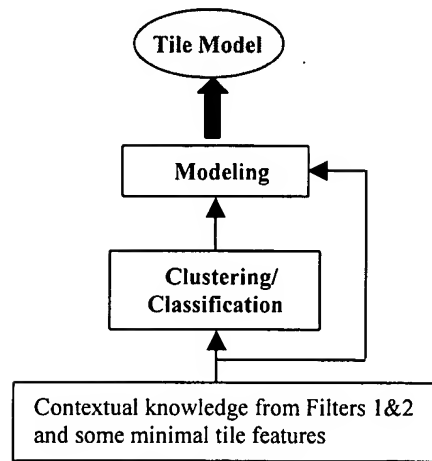 Tile Model
Modeling
Clustering/
Classification
Contextual knowledge from Filters 1&2
and some minimal tile features